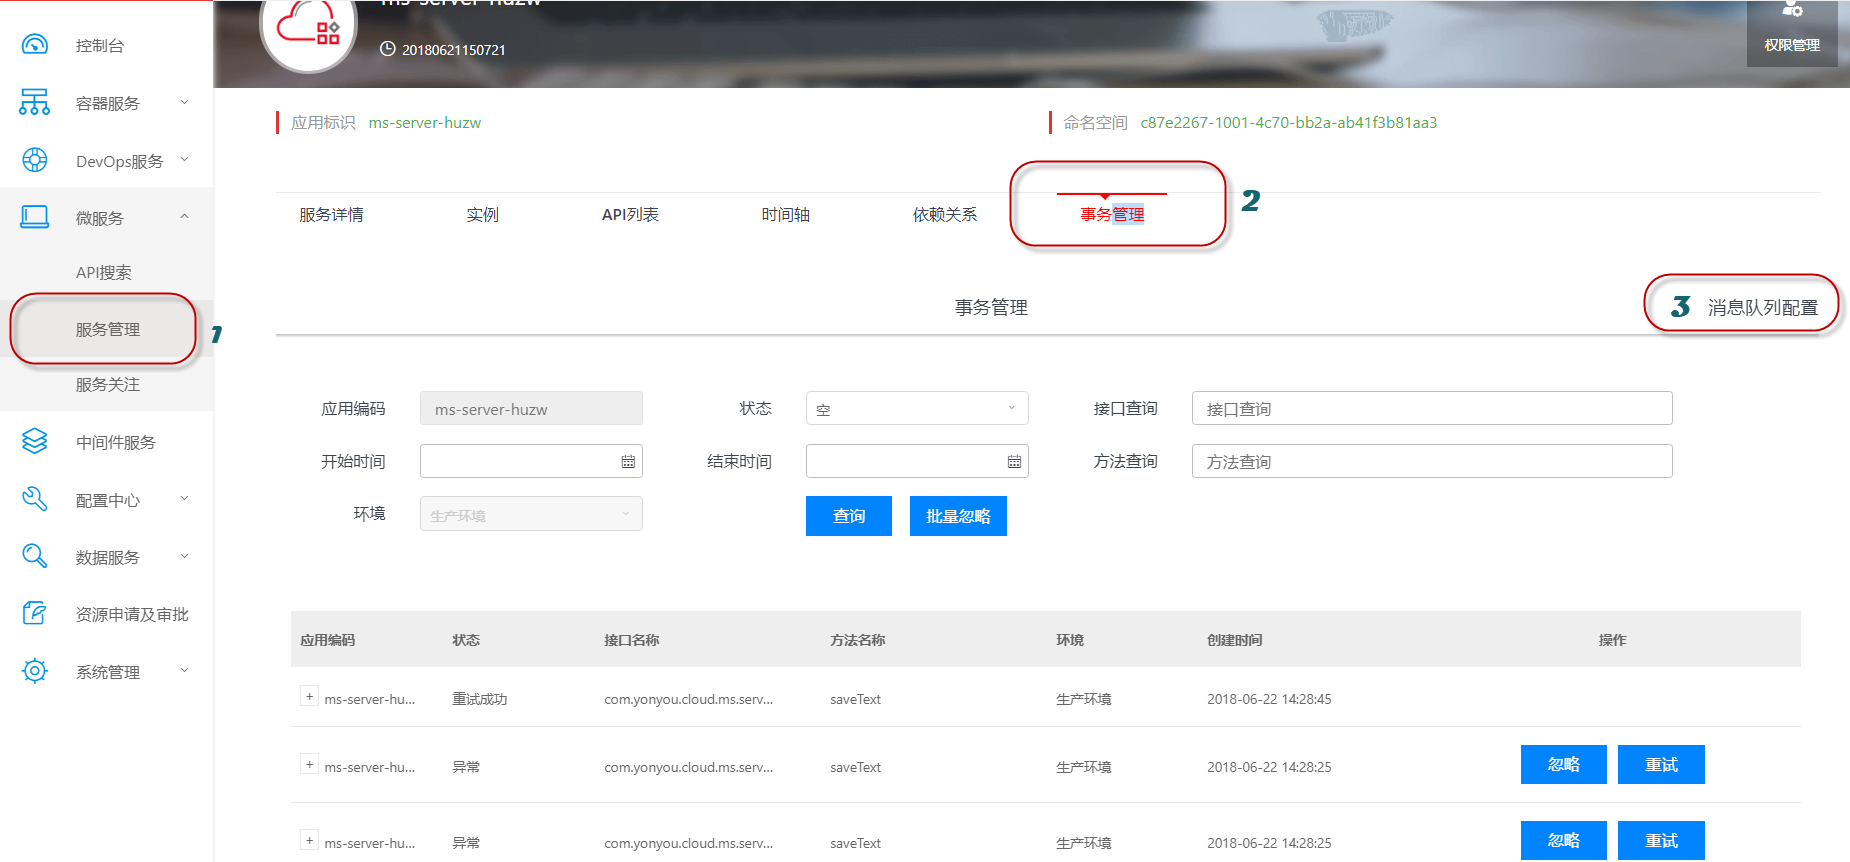 ms-server-huzw
20180621150721
权限管理
控制台
容器服务
DevOps服务
微服务
API搜索
服务管理
1
服务关注
中间件服务
配置中心
数据服务
资源申请及审批
系统管理
应用标识 ms-server-huzw
命名空间 c87e2267-1001-4c70-bb2a-ab41f3b81aa3
服务详情 实例 API列表 时间轴 依赖关系 事务管理 2
事务管理 3 消息队列配置
应用编码 ms-server-huzw 状态 空 接口查询 接口查询
开始时间 结束时间 方法查询 方法查询
环境 生产环境 查询 批量忽略
应用编码 状态 接口名称 方法名称 环境 创建时间 操作
+ ms-server-hu... 重试成功 com.yonyou.cloud.ms.serv... saveText 生产环境 2018-06-22 14:28:45
+ ms-server-hu... 异常 com.yonyou.cloud.ms.serv... saveText 生产环境 2018-06-22 14:28:25 忽略 重试
+ ms-server-hu... 异常 com.yonyou.cloud.ms.serv... saveText 生产环境 2018-06-22 14:28:25 忽略 重试